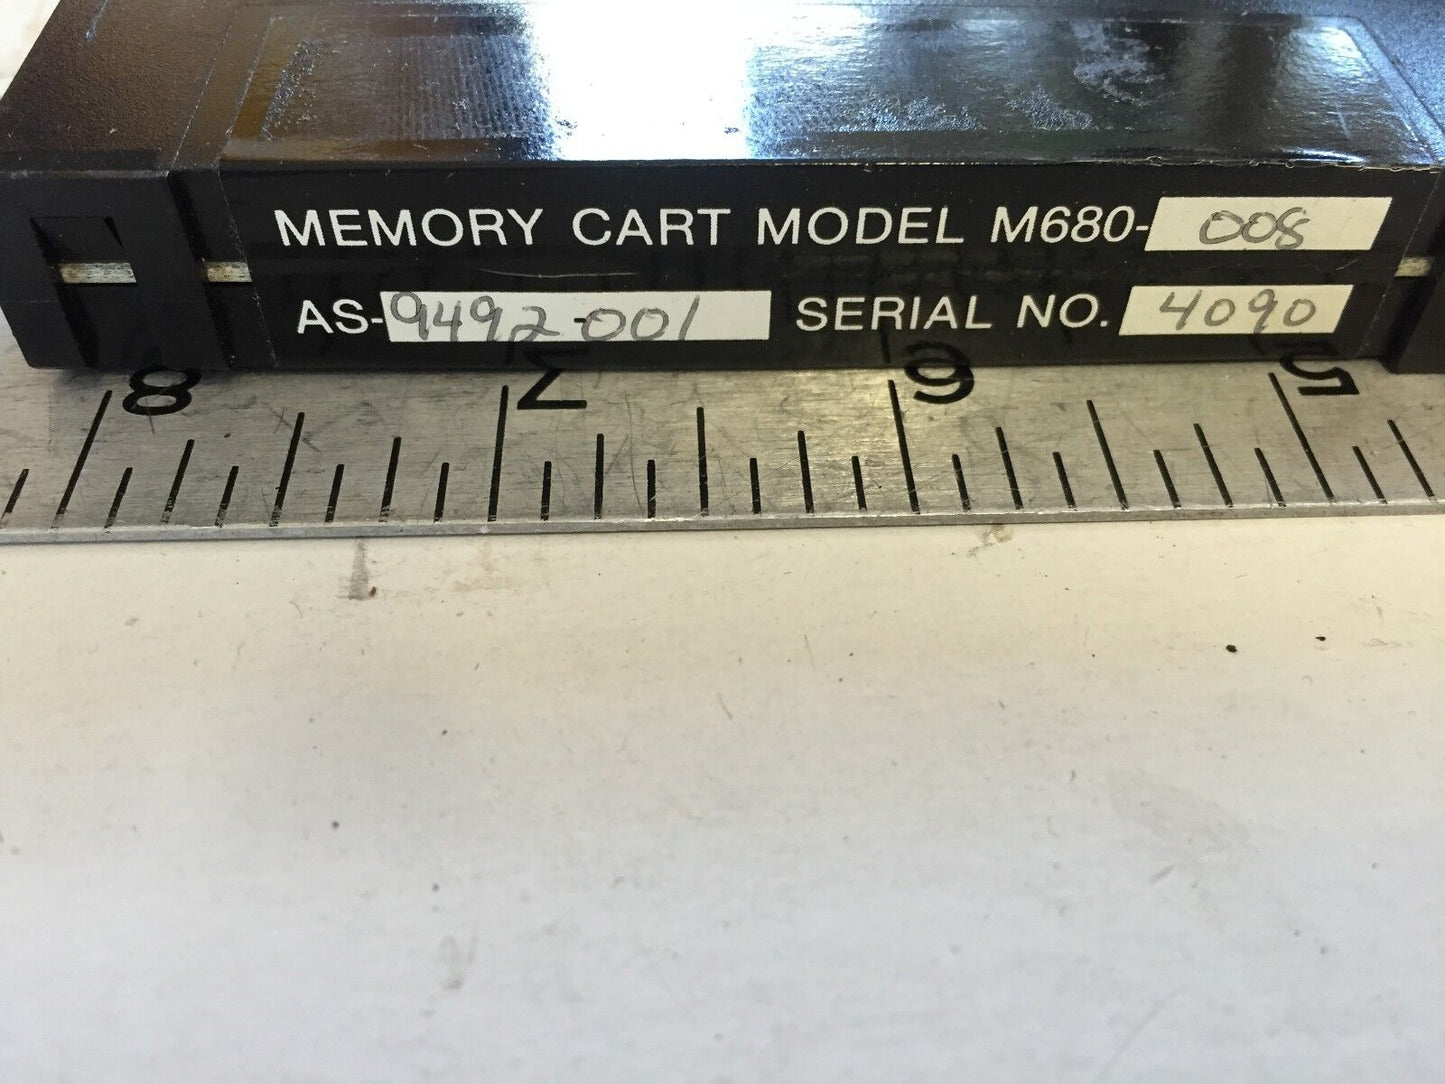 MEMORY CART MODEL M680-008
AS-9492-001 SERIAL NO. 4090
8 7 6 5